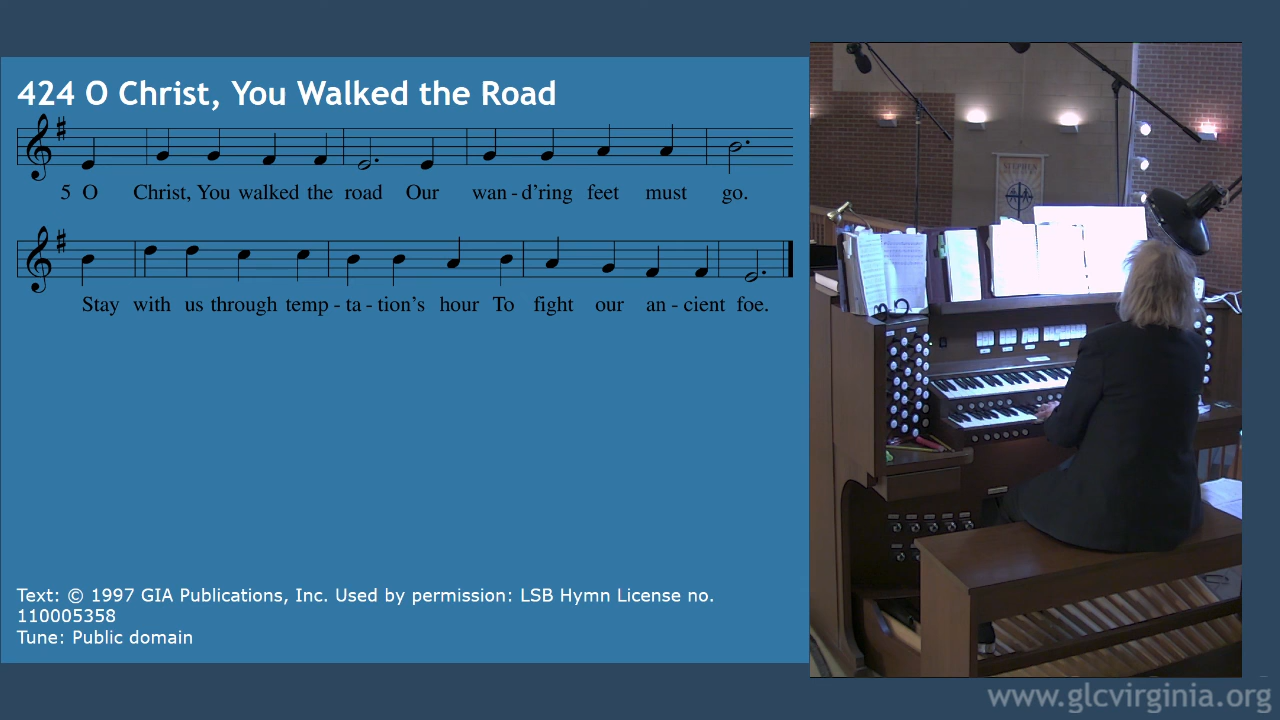 424 O Christ, You Walked the Road
5 O Christ, You walked the road Our wan - d'ring feet must go.
Stay with us through temp - ta - tion's hour To fight our an - cient foe.
Text: © 1997 GIA Publications, Inc. Used by permission: LSB Hymn License no.
110005358
Tune: Public domain
www.glcvirginia.org